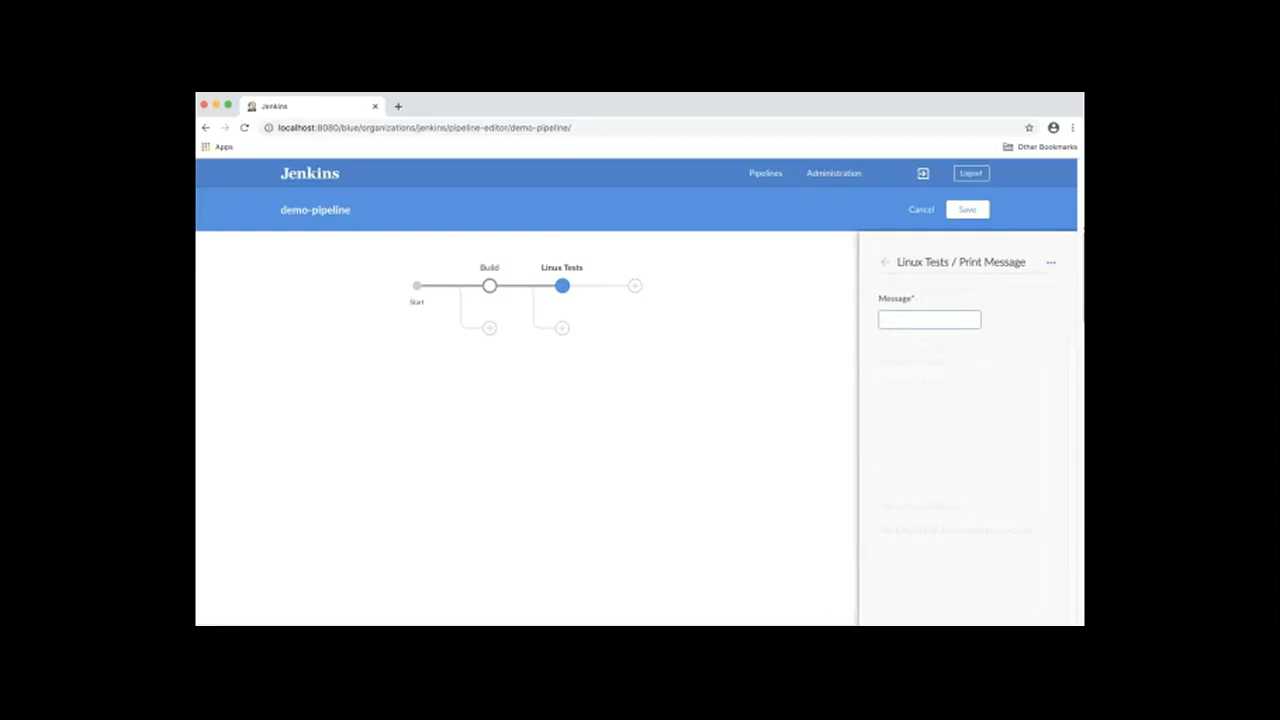 Jenkins
localhost:8080/blue/organizations/jenkins/pipeline-editor/demo-pipeline/
Apps
Other Bookmarks
Jenkins
Pipelines
Administration
Logout
demo-pipeline
Cancel
Save
Build
Linux Tests
Start
Linux Tests / Print Message
Message*